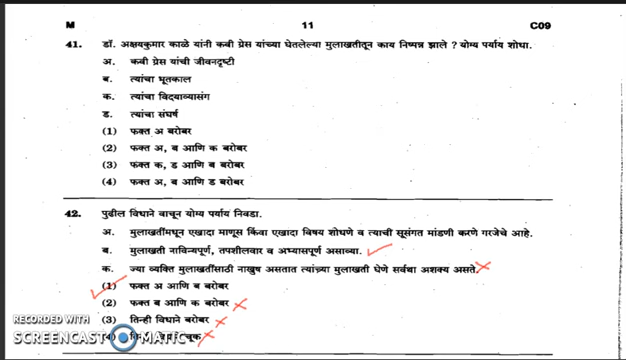 M 11 C09
41. डॉ. अक्षयकुमार काळे यांनी कवी ग्रेस यांच्या घेतलेल्या मुलाखतीतून काय निष्पन्न झाले ? योग्य पर्याय शोधा.
अ. कवी ग्रेस यांची जीवनदृष्टी
ब. त्यांचा भूतकाल
क. त्यांचा विद्याव्यासंग
ड. त्यांचा संघर्ष
(1) फक्त अ बरोबर
(2) फक्त अ, ब आणि क बरोबर
(3) फक्त क, ड आणि ब बरोबर
(4) फक्त अ, ब आणि ड बरोबर
42. पुढील विधाने वाचून योग्य पर्याय निवडा.
अ. मुलाखतींमधून एखादा माणूस किंवा एखादा विषय शोधणे व त्याची सूसंगत मांडणी करणे गरजेचे आहे.
ब. मुलाखती नाविन्यपूर्ण, तपशीलवार व अभ्यासपूर्ण असाव्या.
क. ज्या व्यक्ति मुलाखतींसाठी नाखुष असतात त्यांच्या मुलाखती घेणे सर्वथा अशक्य असते.
(1) फक्त अ आणि ब बरोबर
(2) फक्त ब आणि क बरोबर
(3) तिन्ही विधाने बरोबर
चूक
RECORDED WITH
SCREENCAST MATIC